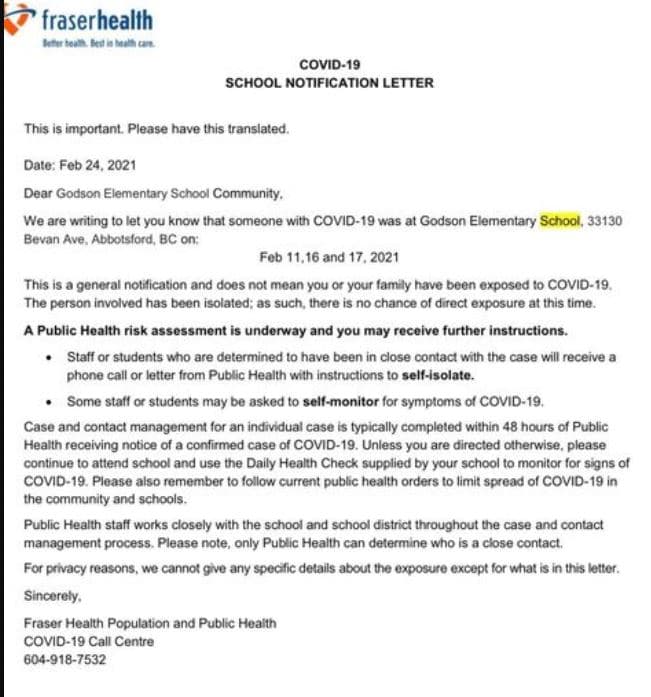 fraserhealth
Better health. Best in health care.
COVID-19
SCHOOL NOTIFICATION LETTER
This is important. Please have this translated.
Date: Feb 24, 2021
Dear Godson Elementary School Community,
We are writing to let you know that someone with COVID-19 was at Godson Elementary School, 33130
Bevan Ave, Abbotsford, BC on:
Feb 11,16 and 17, 2021
This is a general notification and does not mean you or your family have been exposed to COVID-19.
The person involved has been isolated; as such, there is no chance of direct exposure at this time.
A Public Health risk assessment is underway and you may receive further instructions.
• Staff or students who are determined to have been in close contact with the case will receive a
phone call or letter from Public Health with instructions to self-isolate.
• Some staff or students may be asked to self-monitor for symptoms of COVID-19.
Case and contact management for an individual case is typically completed within 48 hours of Public
Health receiving notice of a confirmed case of COVID-19. Unless you are directed otherwise, please
continue to attend school and use the Daily Health Check supplied by your school to monitor for signs of
COVID-19. Please also remember to follow current public health orders to limit spread of COVID-19 in
the community and schools.
Public Health staff works closely with the school and school district throughout the case and contact
management process. Please note, only Public Health can determine who is a close contact.
For privacy reasons, we cannot give any specific details about the exposure except for what is in this letter.
Sincerely,
Fraser Health Population and Public Health
COVID-19 Call Centre
604-918-7532